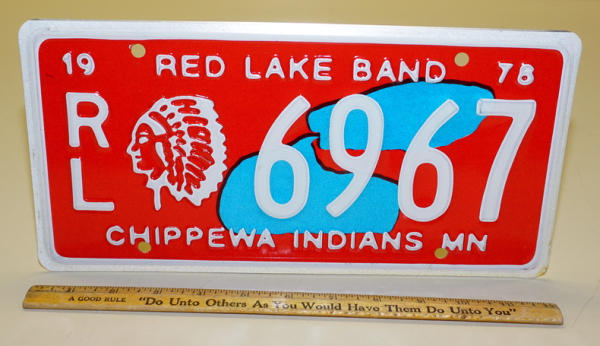 19 RED LAKE BAND 78
RL 6967
CHIPPEWA INDIANS MN
A GOOD RULE "Do Unto Others As You Would Have Them Do Unto You"